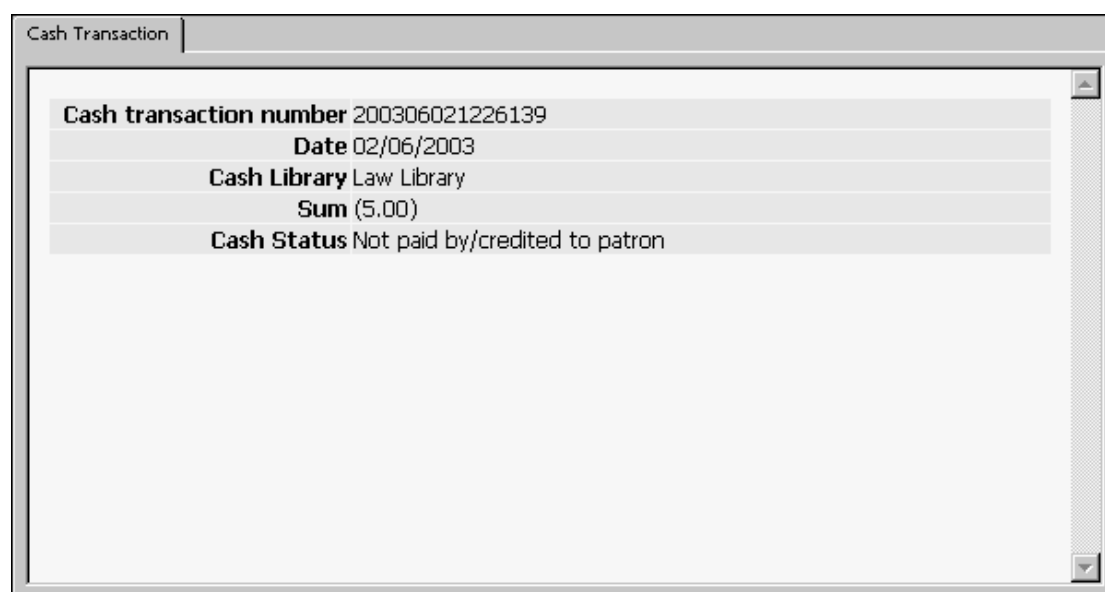 Cash Transaction
Cash transaction number 200306021226139
Date 02/06/2003
Cash Library Law Library
Sum (5.00)
Cash Status Not paid by/credited to patron